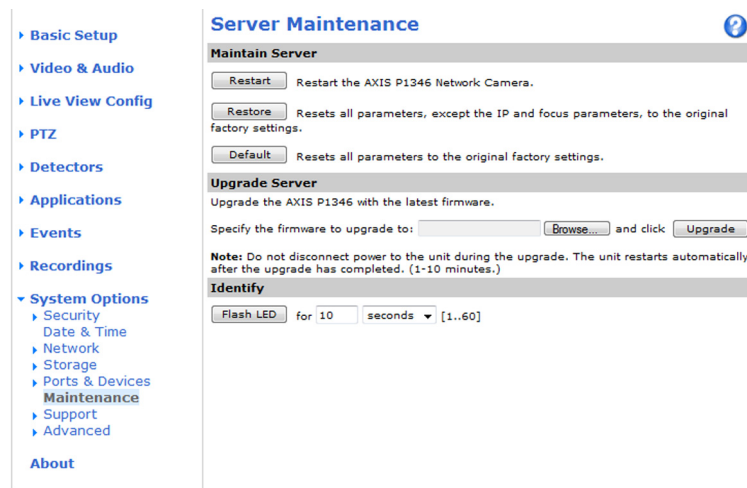 Basic Setup
Video & Audio
Live View Config
PTZ
Detectors
Applications
Events
Recordings
System Options
Security
Date & Time
Network
Storage
Ports & Devices
Maintenance
Support
Advanced
About
Server Maintenance
?
Maintain Server
Restart Restart the AXIS P1346 Network Camera.
Restore Resets all parameters, except the IP and focus parameters, to the original
factory settings.
Default Resets all parameters to the original factory settings.
Upgrade Server
Upgrade the AXIS P1346 with the latest firmware.
Specify the firmware to upgrade to: Browse... and click Upgrade
Note: Do not disconnect power to the unit during the upgrade. The unit restarts automatically
after the upgrade has completed. (1-10 minutes.)
Identify
Flash LED for 10 seconds [1..60]